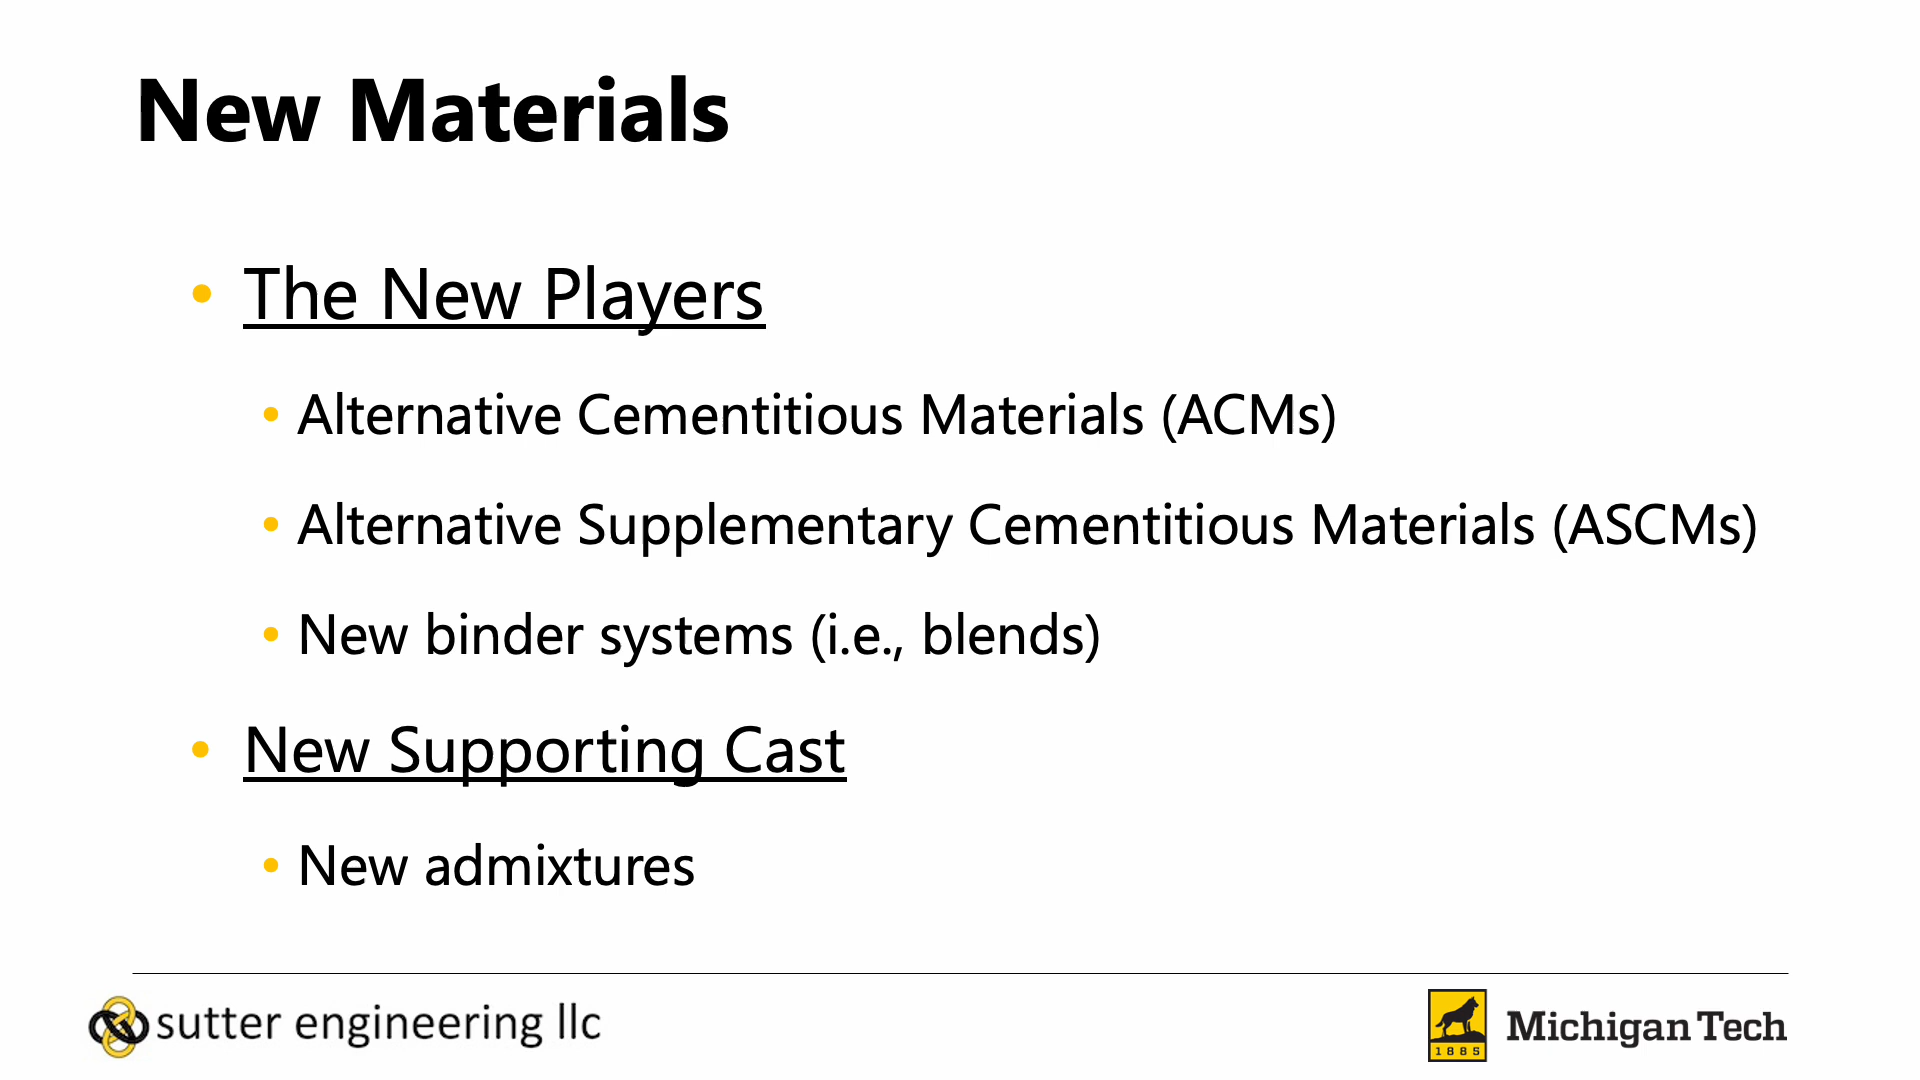 New Materials
• The New Players
• Alternative Cementitious Materials (ACMs)
• Alternative Supplementary Cementitious Materials (ASCMs)
• New binder systems (i.e., blends)
• New Supporting Cast
• New admixtures
sutter engineering llc
1885
Michigan Tech